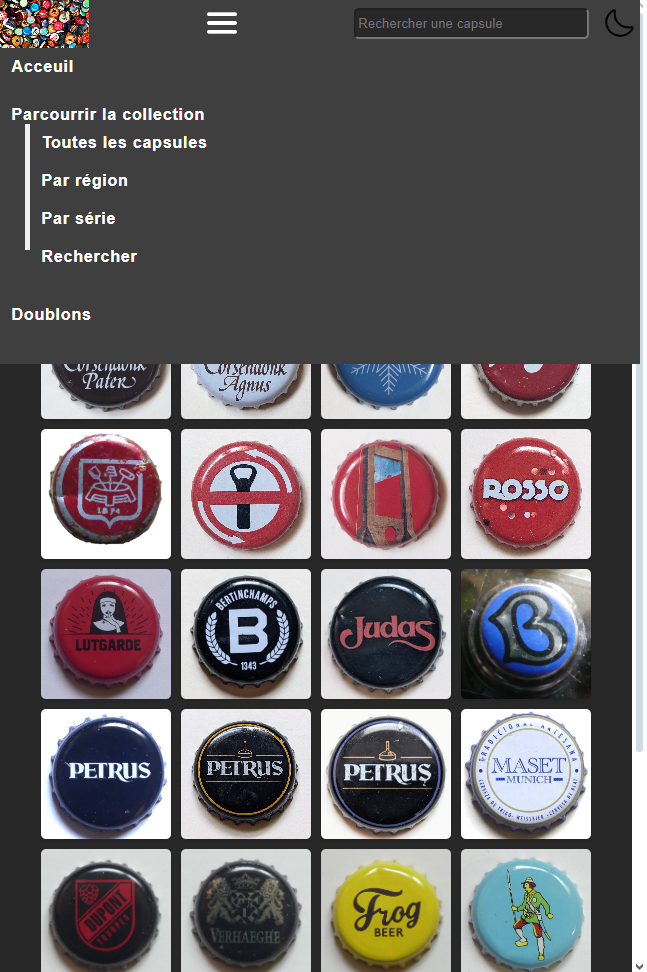 Rechercher une capsule
Acceuil
Parcourrir la collection
Toutes les capsules
Par région
Par série
Rechercher
Doublons
Corsendonk
Pater
Corsendonk
Agnus
1874
ROSSO
LUTGARDE
BERTINCHAMPS
B
1343
Judas
B
PETRUS
PETRUS
PETRUS
TRADICIONAL ARTESANA
MASET
MUNICH
DUPONT
VERHAEGHE
Frog
BEER